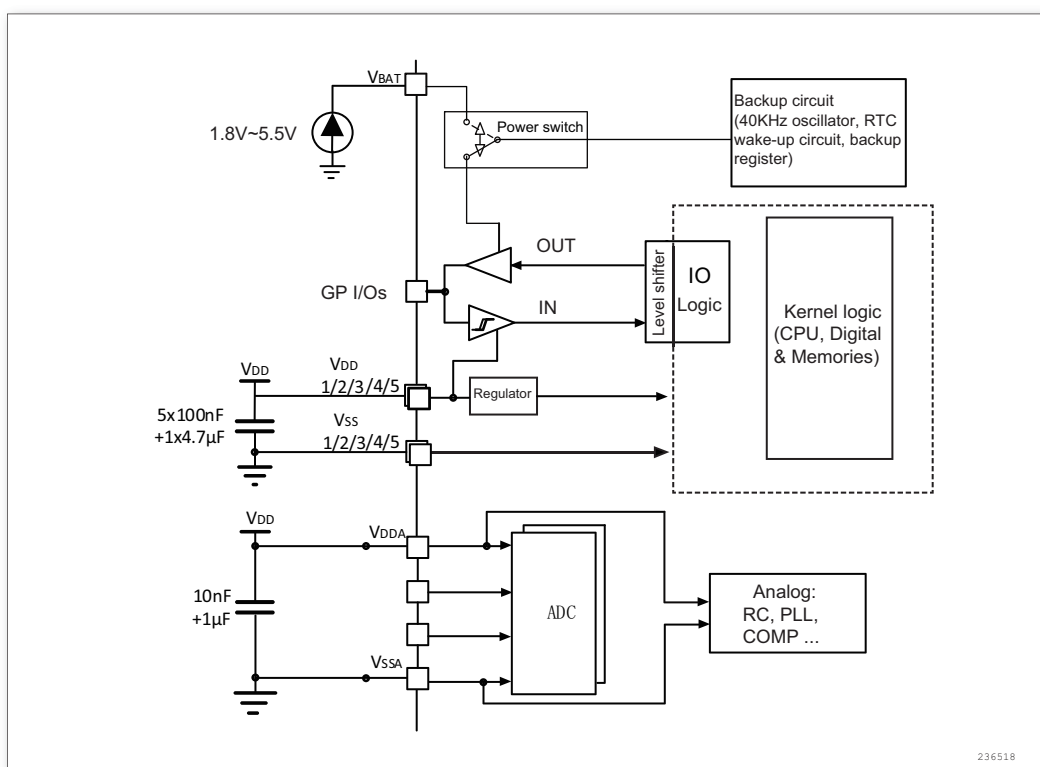 VBAT
1.8V~5.5V
Power switch
Backup circuit
(40KHz oscillator, RTC
wake-up circuit, backup
register)
OUT
GP I/Os
IN
Level shifter
IO
Logic
Kernel logic
(CPU, Digital
& Memories)
VDD
VDD
1/2/3/4/5
Regulator
5x100nF
+1x4.7µF
VSS
1/2/3/4/5
VDD
VDDA
10nF
+1µF
ADC
Analog:
RC, PLL,
COMP ...
VSSA
236518